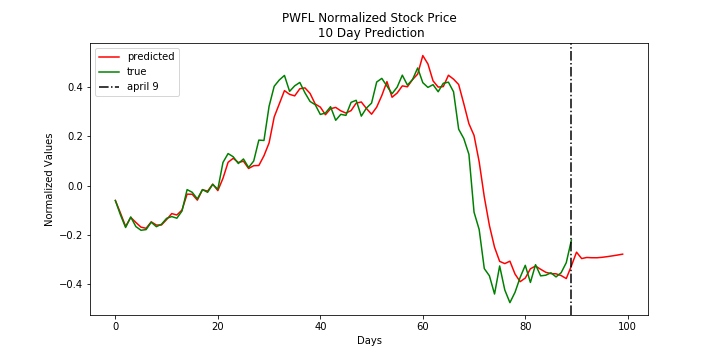 PWFL Normalized Stock Price
10 Day Prediction
predicted
true
april 9
Normalized Values
0.4
0.2
0.0
−0.2
−0.4
0
20
40
60
80
100
Days